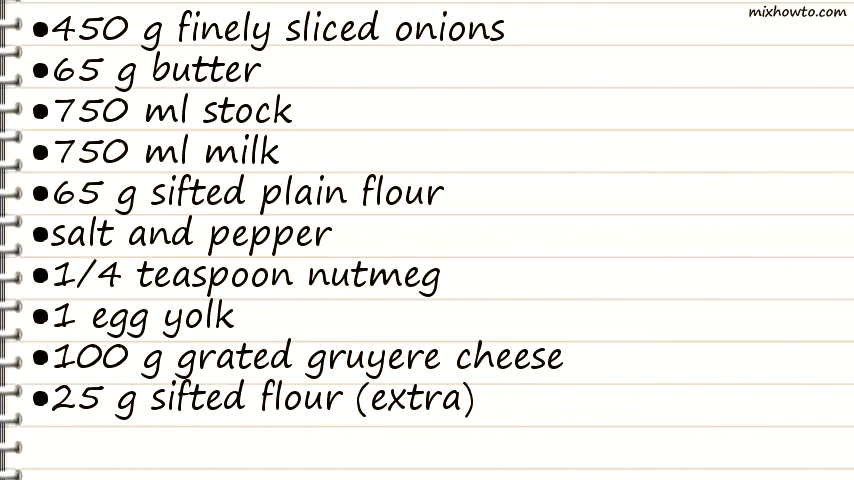 mixhowto.com
•450 g finely sliced onions
•65 g butter
•750 ml stock
•750 ml milk
•65 g sifted plain flour
•salt and pepper
•1/4 teaspoon nutmeg
•1 egg yolk
•100 g grated gruyere cheese
•25 g sifted flour (extra)